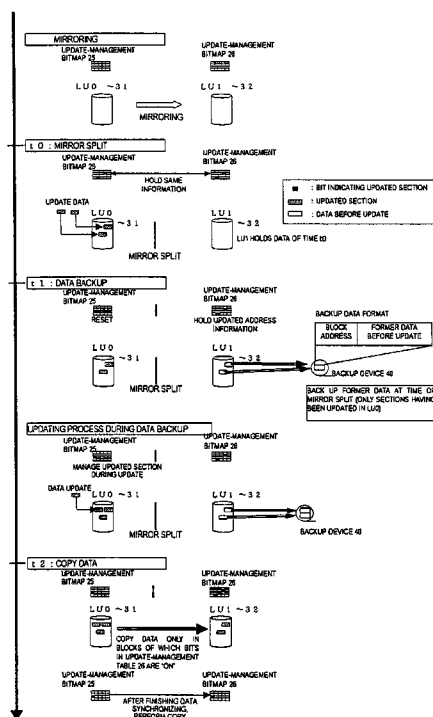 MIRRORING
UPDATE-MANAGEMENT
BITMAP 25
UPDATE-MANAGEMENT
BITMAP 26
LU0 ~31
LU1 ~32
MIRRORING
t0 : MIRROR SPLIT
UPDATE-MANAGEMENT
BITMAP 25
UPDATE-MANAGEMENT
BITMAP 26
HOLD SAME
INFORMATION
UPDATE DATA
LU0 ~31
LU1 ~32
MIRROR SPLIT
LU1 HOLDS DATA OF TIME t0
: BIT INDICATING UPDATED SECTION
: UPDATED SECTION
: DATA BEFORE UPDATE
t1 : DATA BACKUP
UPDATE-MANAGEMENT
BITMAP 25
RESET
UPDATE-MANAGEMENT
BITMAP 26
HOLD UPDATED ADDRESS
INFORMATION
LU0 ~31
LU1 ~32
MIRROR SPLIT
BACKUP DATA FORMAT
BLOCK
ADDRESS
FORMER DATA
BEFORE UPDATE
BACKUP DEVICE 40
BACK UP FORMER DATA AT TIME OF
MIRROR SPLIT (ONLY SECTIONS HAVING
BEEN UPDATED IN LU0)
UPDATING PROCESS DURING DATA BACKUP
UPDATE-MANAGEMENT
BITMAP 25
UPDATE-MANAGEMENT
BITMAP 26
MANAGE UPDATED SECTION
DURING UPDATE
DATA UPDATE
LU0 ~31
LU1 ~32
MIRROR SPLIT
BACKUP DEVICE 40
t2 : COPY DATA
UPDATE-MANAGEMENT
BITMAP 25
UPDATE-MANAGEMENT
BITMAP 26
LU0 ~31
LU1 ~32
COPY DATA ONLY IN
BLOCKS OF WHICH BITS
IN UPDATE-MANAGEMENT
TABLE 26 ARE "ON"
UPDATE-MANAGEMENT
BITMAP 25
UPDATE-MANAGEMENT
BITMAP 26
AFTER FINISHING DATA
SYNCHRONIZING,
PERFORM COPY